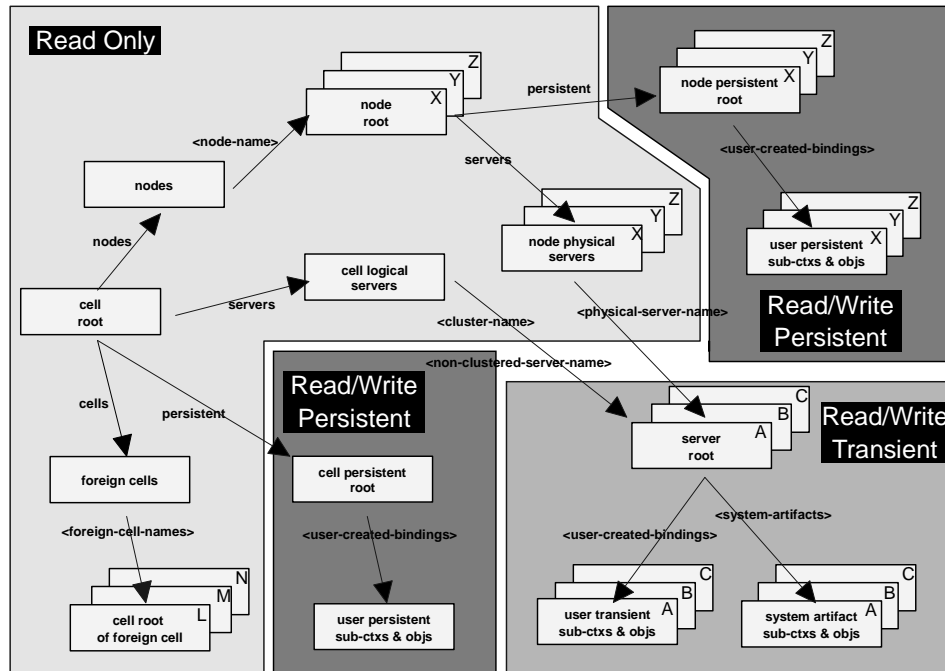 Read Only
Z
Y
X
node
root
persistent
Z
Y
X
node persistent
root
<node-name>
<user-created-bindings>
servers
nodes
Z
Y
X
node physical
servers
Z
Y
X
user persistent
sub-ctxs & objs
nodes
cell logical
servers
cell
root
servers
<cluster-name>
<physical-server-name>
Read/Write
Persistent
<non-clustered-server-name>
Read/Write
Persistent
cells
persistent
C
B
A
server
root
Read/Write
Transient
foreign cells
cell persistent
root
<system-artifacts>
<foreign-cell-names>
<user-created-bindings>
<user-created-bindings>
N
M
L
cell root
of foreign cell
user persistent
sub-ctxs & objs
C
B
A
user transient
sub-ctxs & objs
C
B
A
system artifact
sub-ctxs & objs